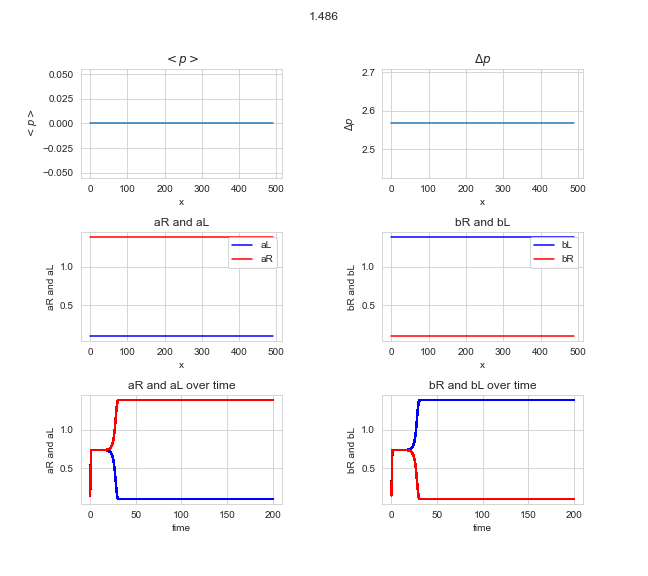 1.486
< p >
Δp
0.050
0.025
0.000
−0.025
−0.050
< p >
0
100
200
300
400
500
x
2.7
2.6
2.5
Δp
0
100
200
300
400
500
x
aR and aL
bR and bL
1.0
0.5
aR and aL
aL
aR
0
100
200
300
400
500
x
1.0
0.5
bR and bL
bL
bR
0
100
200
300
400
500
x
aR and aL over time
bR and bL over time
1.0
0.5
aR and aL
0
50
100
150
200
time
1.0
0.5
bR and bL
0
50
100
150
200
time